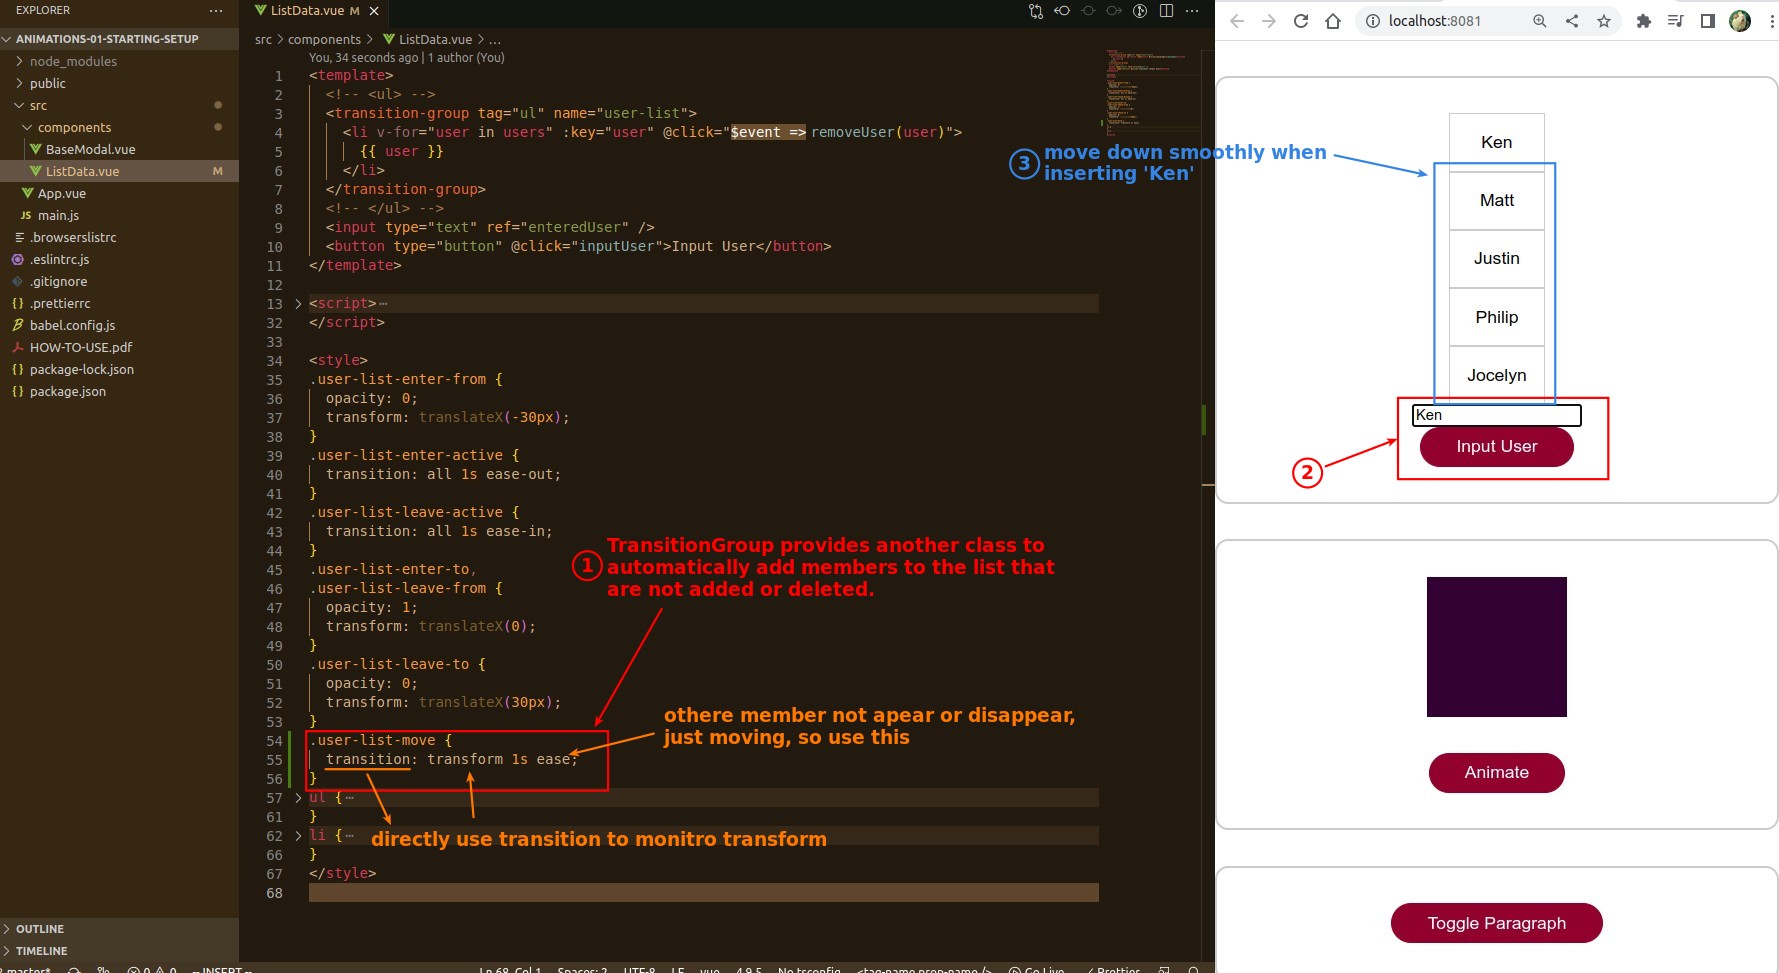 EXPLORER
ANIMATIONS-01-STARTING-SETUP
node_modules
public
src
components
BaseModal.vue
ListData.vue M
App.vue
JS main.js
.browserslistrc
.eslintrc.js
.gitignore
{} .prettierrc
babel.config.js
HOW-TO-USE.pdf
{} package-lock.json
{} package.json
OUTLINE
TIMELINE
ListData.vue M
src > components > ListData.vue > ...
You, 34 seconds ago | 1 author (You)
1 <template>
2 <!-- <ul> -->
3 <transition-group tag="ul" name="user-list">
4 <li v-for="user in users" :key="user" @click="$event => removeUser(user)">
5 {{ user }}
6 </li>
7 </transition-group>
8 <!-- </ul> -->
9 <input type="text" ref="enteredUser" />
10 <button type="button" @click="inputUser">Input User</button>
11 </template>
12
13 <script>⋯
32 </script>
33
34 <style>
35 .user-list-enter-from {
36 opacity: 0;
37 transform: translateX(-30px);
38 }
39 .user-list-enter-active {
40 transition: all 1s ease-out;
41 }
42 .user-list-leave-active {
43 transition: all 1s ease-in;
44 }
45 .user-list-enter-to,
46 .user-list-leave-from {
47 opacity: 1;
48 transform: translateX(0);
49 }
50 .user-list-leave-to {
51 opacity: 0;
52 transform: translateX(30px);
53 }
54 .user-list-move {
55 transition: transform 1s ease;
56 }
57 ul {⋯
61 }
62 li {⋯
66 }
67 </style>
68
1 TransitionGroup provides another class to
automatically add members to the list that
are not added or deleted.
othere member not apear or disappear,
just moving, so use this
directly use transition to monitro transform
master* 0 0 -- INSERT -- Ln 68, Col 1 Spaces: 2 UTF-8 LF vue 4.9.5 No tsconfig <tag-name prop-name /> Go Live Prettier
localhost:8081
3 move down smoothly when
inserting 'Ken'
Ken
Matt
Justin
Philip
Jocelyn
Ken
Input User
2
Animate
Toggle Paragraph